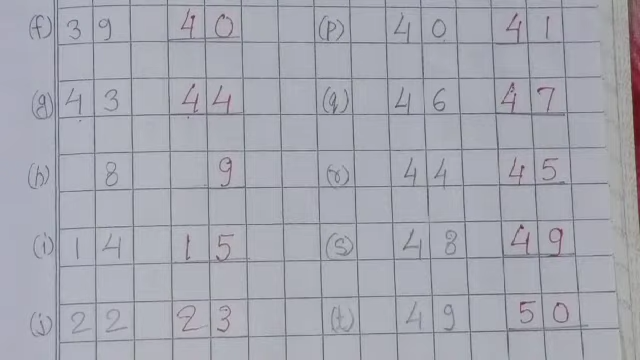 (f) 39 40 (p) 40 41
(g) 43 44 (q) 46 47
(h) 8 9 (r) 44 45
(i) 14 15 (s) 48 49
(j) 22 23 (t) 49 50